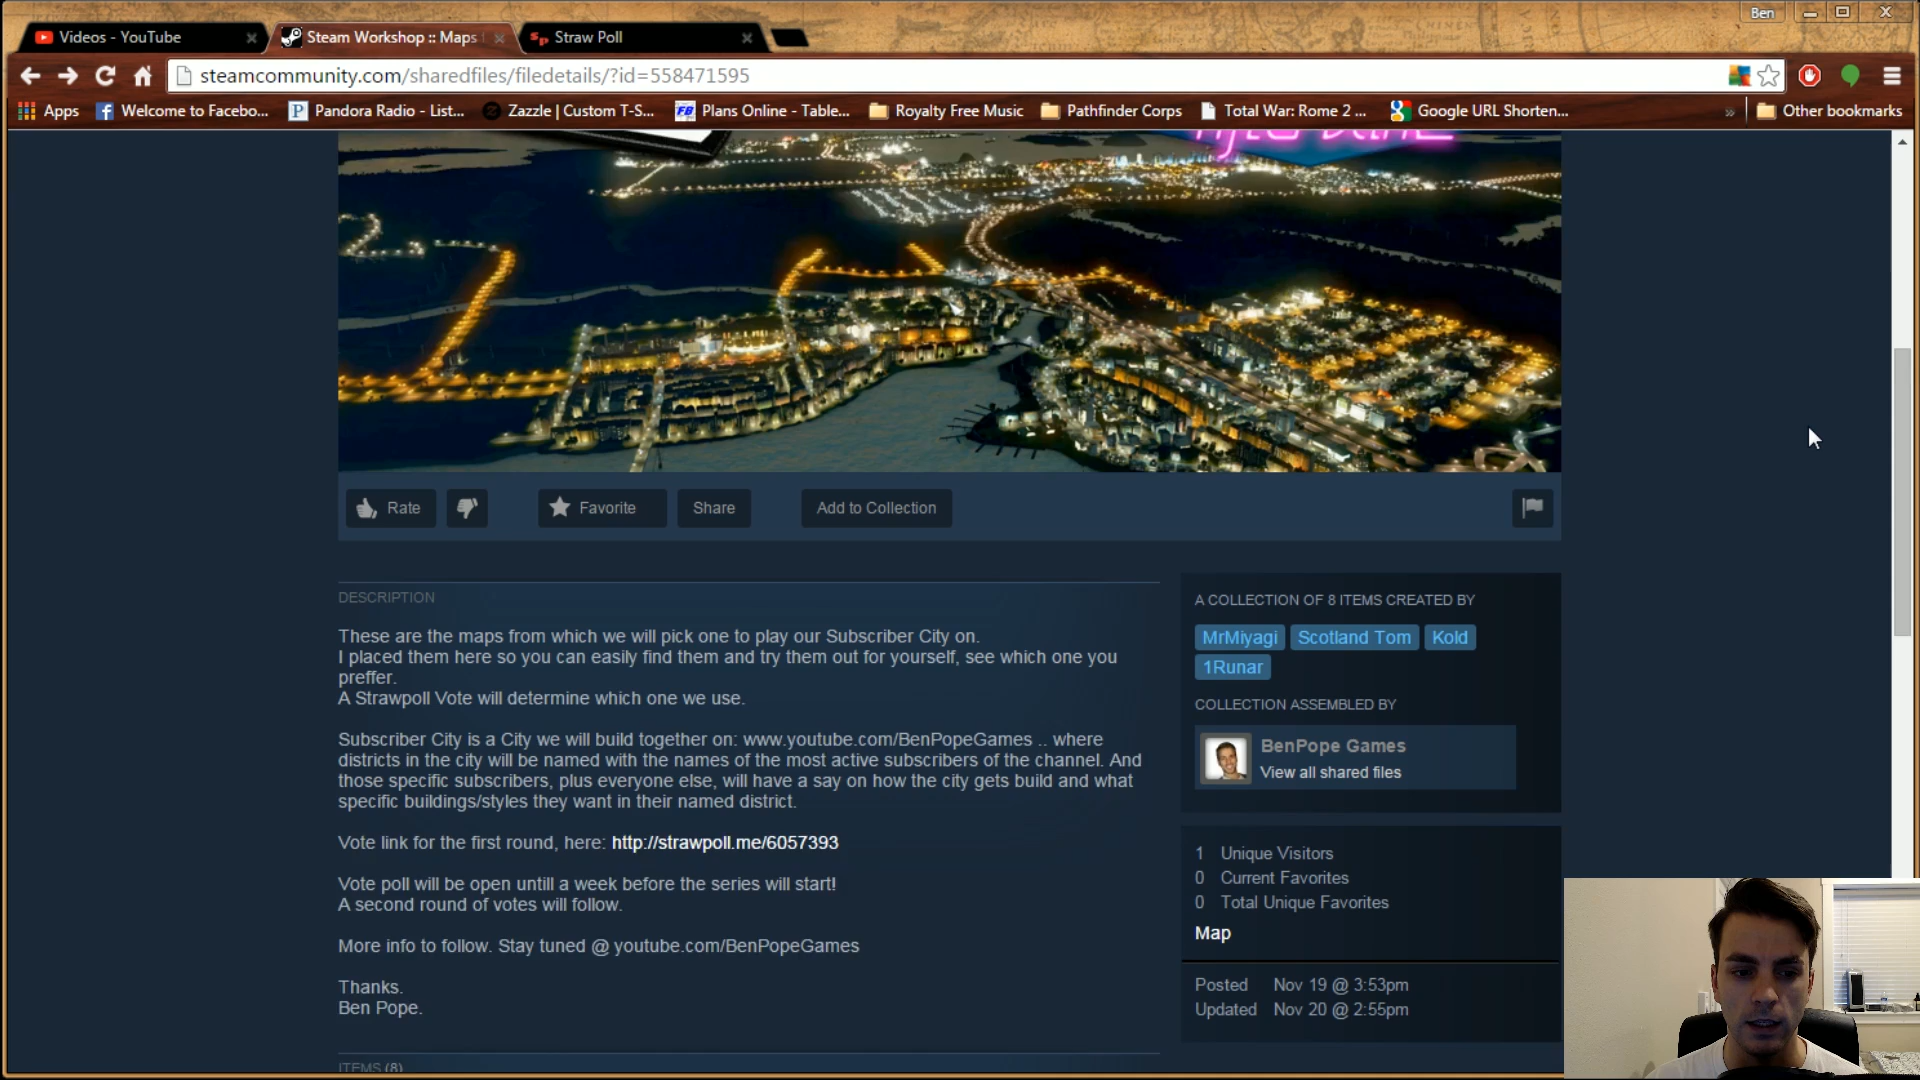 Ben
Videos - YouTube
Steam Workshop :: Maps
Straw Poll
steamcommunity.com/sharedfiles/filedetails/?id=558471595
Apps
Welcome to Facebo...
Pandora Radio - List...
Zazzle | Custom T-S...
Plans Online - Table...
Royalty Free Music
Pathfinder Corps
Total War: Rome 2 ...
Google URL Shorten...
»
Other bookmarks
Rate
Favorite
Share
Add to Collection
DESCRIPTION
These are the maps from which we will pick one to play our Subscriber City on.
I placed them here so you can easily find them and try them out for yourself, see which one you
preffer.
A Strawpoll Vote will determine which one we use.
Subscriber City is a City we will build together on: www.youtube.com/BenPopeGames .. where
districts in the city will be named with the names of the most active subscribers of the channel. And
those specific subscribers, plus everyone else, will have a say on how the city gets build and what
specific buildings/styles they want in their named district.
Vote link for the first round, here: http://strawpoll.me/6057393
Vote poll will be open untill a week before the series will start!
A second round of votes will follow.
More info to follow. Stay tuned @ youtube.com/BenPopeGames
Thanks.
Ben Pope.
ITEMS (8)
A COLLECTION OF 8 ITEMS CREATED BY
MrMiyagi Scotland Tom Kold
1Runar
COLLECTION ASSEMBLED BY
BenPope Games
View all shared files
1 Unique Visitors
0 Current Favorites
0 Total Unique Favorites
Map
Posted Nov 19 @ 3:53pm
Updated Nov 20 @ 2:55pm